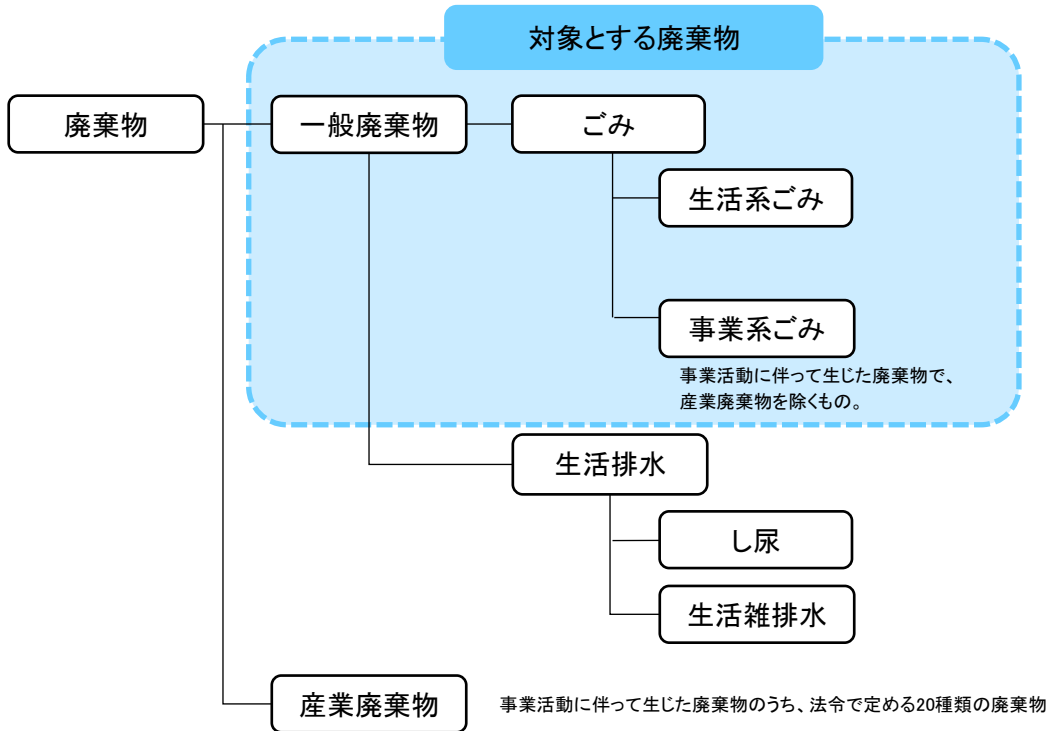 対象とする廃棄物
廃棄物
一般廃棄物
ごみ
生活系ごみ
事業系ごみ
事業活動に伴って生じた廃棄物で、
産業廃棄物を除くもの。
生活排水
し尿
生活雑排水
産業廃棄物
事業活動に伴って生じた廃棄物のうち、法令で定める20種類の廃棄物